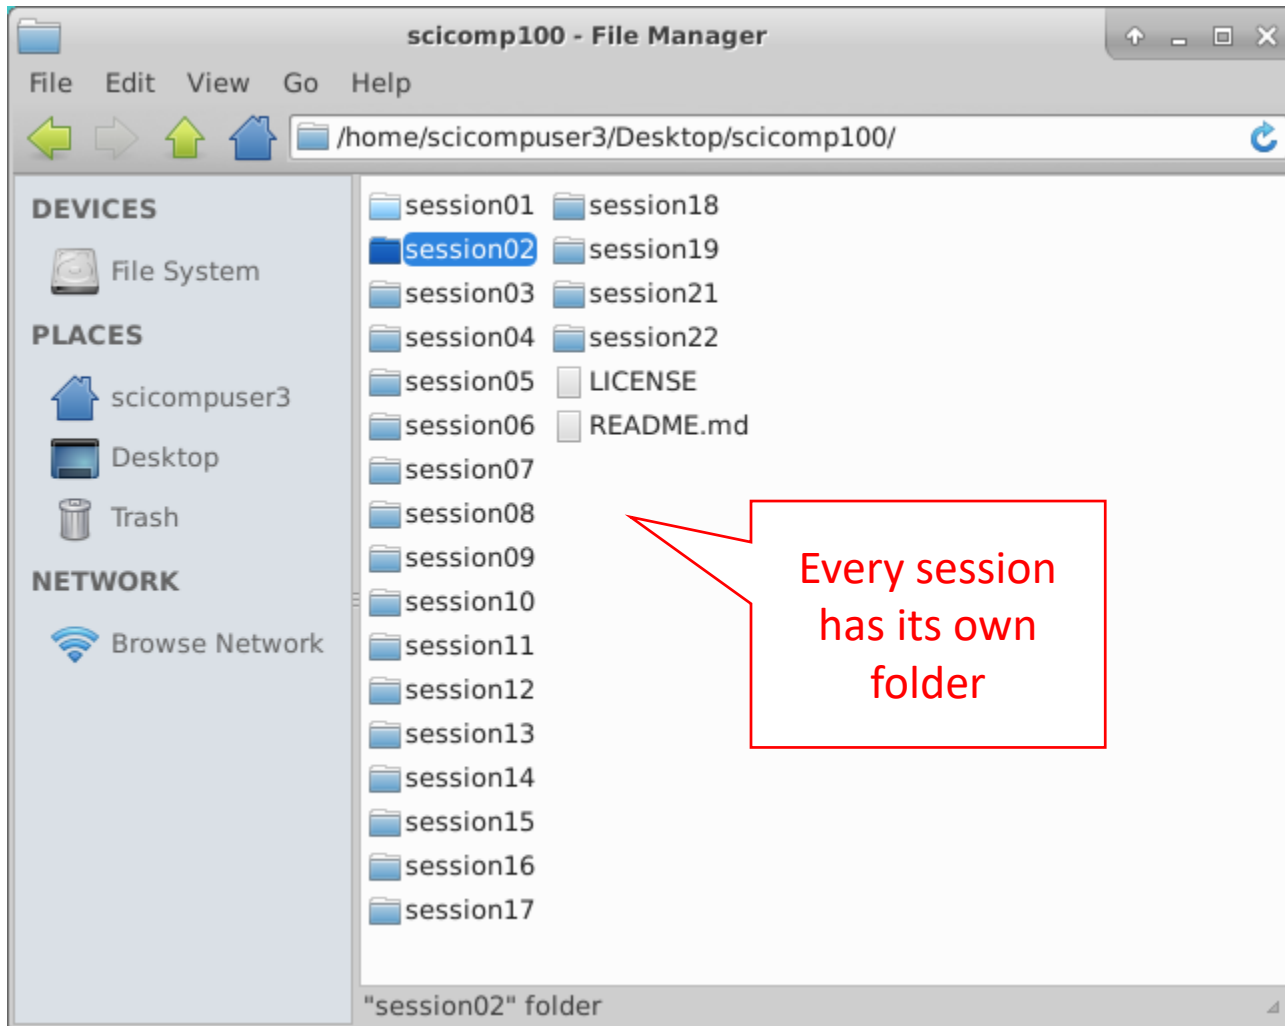 scicomp100 - File Manager
File Edit View Go Help
/home/scicompuser3/Desktop/scicomp100/
DEVICES
File System
PLACES
scicompuser3
Desktop
Trash
NETWORK
Browse Network
session01
session02
session03
session04
session05
session06
session07
session08
session09
session10
session11
session12
session13
session14
session15
session16
session17
session18
session19
session21
session22
LICENSE
README.md
Every session
has its own
folder
"session02" folder